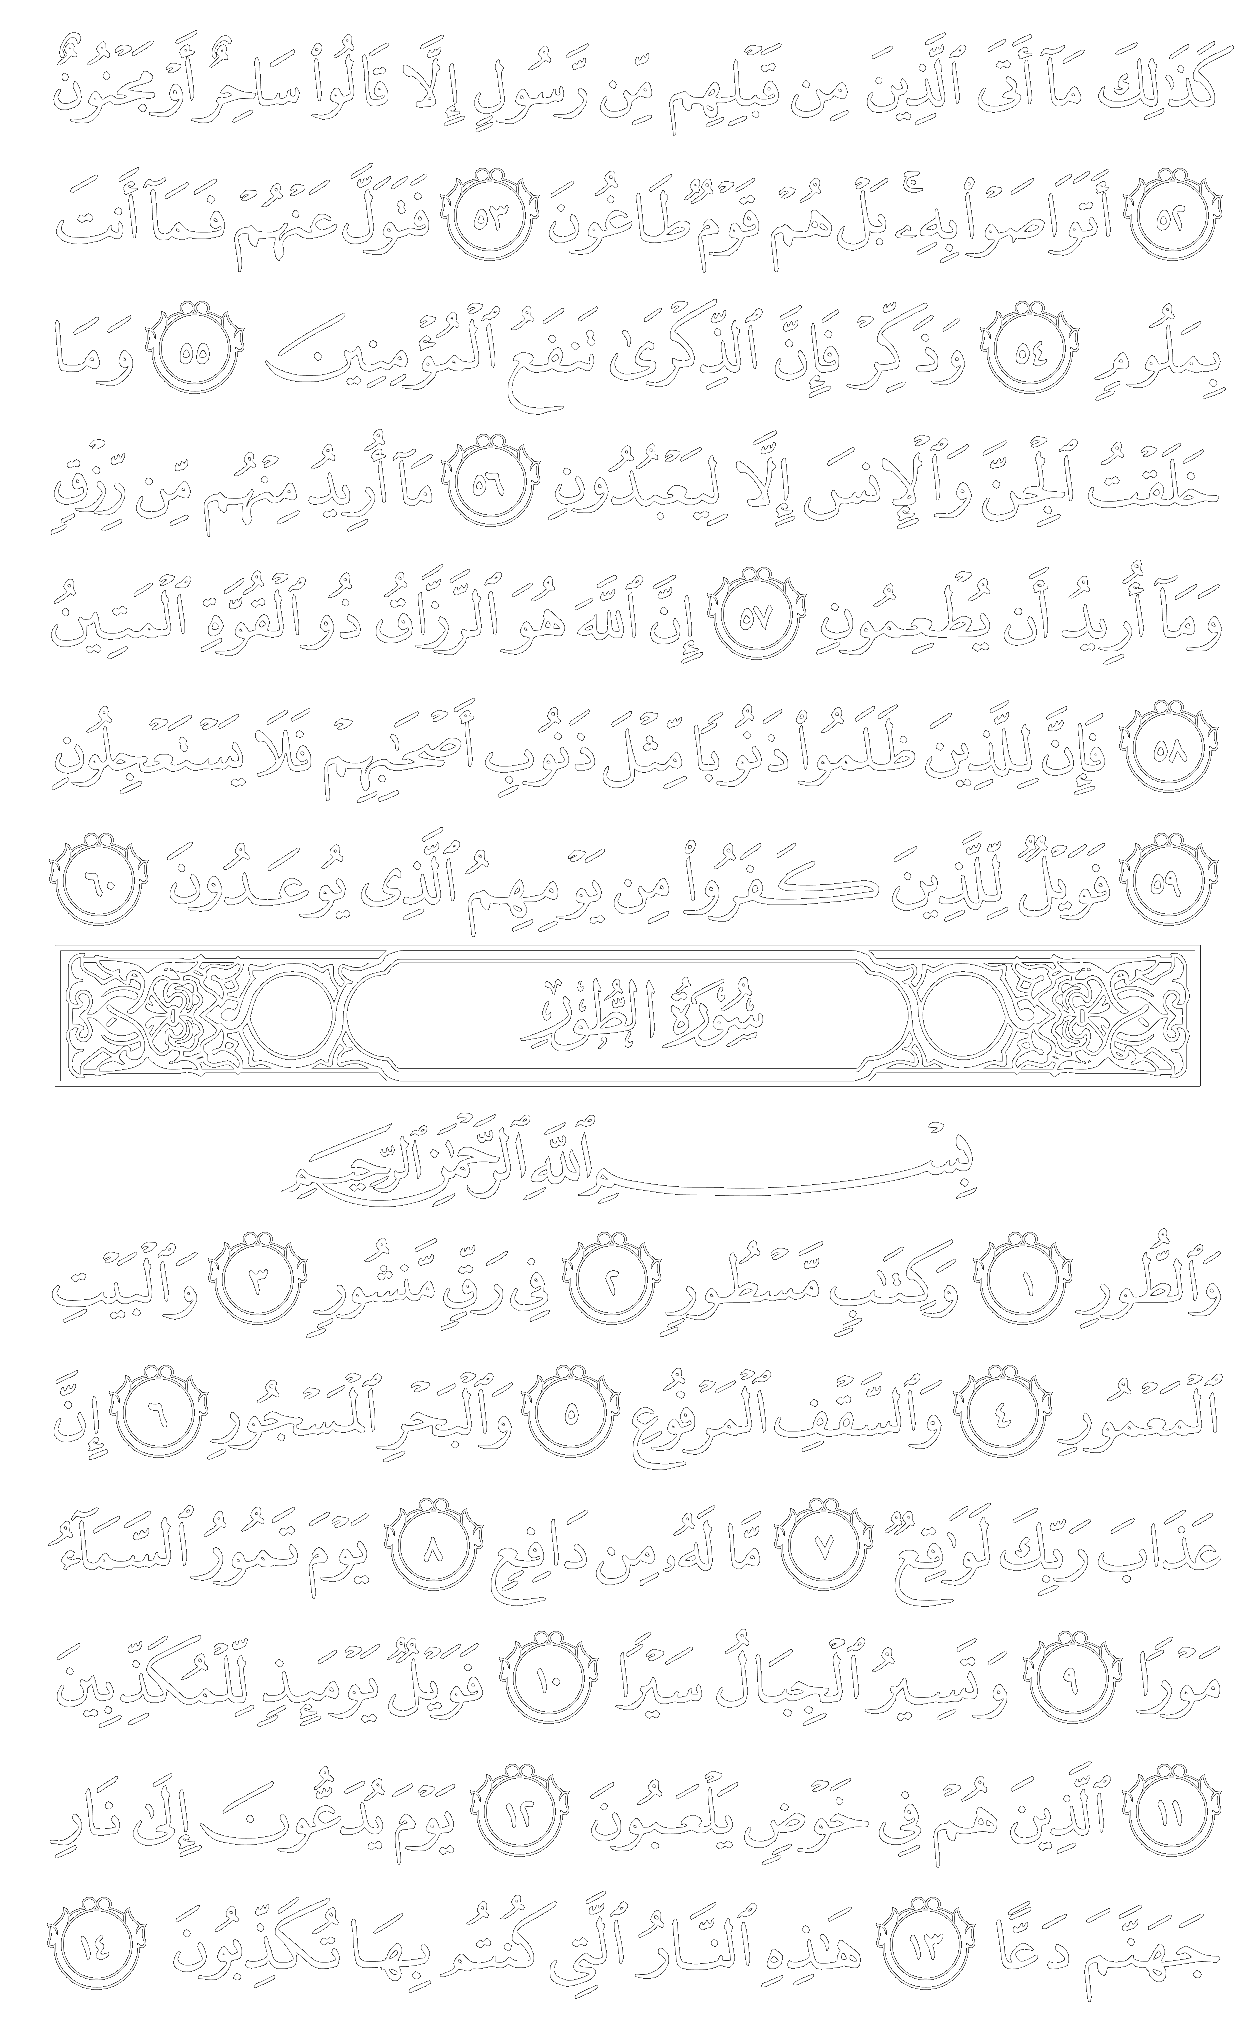 كَذَٰلِكَ مَآ أَتَى ٱلَّذِينَ مِن قَبْلِهِم مِّن رَّسُولٍ إِلَّا قَالُوا۟ سَاحِرٌ أَوْ مَجْنُونٌ
٥٢ أَتَوَاصَوْا۟ بِهِۦ ۚ بَلْ هُمْ قَوْمٌ طَاغُونَ ٥٣ فَتَوَلَّ عَنْهُمْ فَمَآ أَنتَ
بِمَلُومٍ ٥٤ وَذَكِّرْ فَإِنَّ ٱلذِّكْرَىٰ تَنفَعُ ٱلْمُؤْمِنِينَ ٥٥ وَمَا
خَلَقْتُ ٱلْجِنَّ وَٱلْإِنسَ إِلَّا لِيَعْبُدُونِ ٥٦ مَآ أُرِيدُ مِنْهُم مِّن رِّزْقٍ
وَمَآ أُرِيدُ أَن يُطْعِمُونِ ٥٧ إِنَّ ٱللَّهَ هُوَ ٱلرَّزَّاقُ ذُو ٱلْقُوَّةِ ٱلْمَتِينُ
٥٨ فَإِنَّ لِلَّذِينَ ظَلَمُوا۟ ذَنُوبًا مِّثْلَ ذَنُوبِ أَصْحَٰبِهِمْ فَلَا يَسْتَعْجِلُونِ
٥٩ فَوَيْلٌ لِّلَّذِينَ كَفَرُوا۟ مِن يَوْمِهِمُ ٱلَّذِى يُوعَدُونَ ٦٠
سُورَةُ الطُّورِ
بِسْمِ ٱللَّهِ ٱلرَّحْمَٰنِ ٱلرَّحِيمِ
وَٱلطُّورِ ١ وَكِتَٰبٍ مَّسْطُورٍ ٢ فِى رَقٍّ مَّنشُورٍ ٣ وَٱلْبَيْتِ
ٱلْمَعْمُورِ ٤ وَٱلسَّقْفِ ٱلْمَرْفُوعِ ٥ وَٱلْبَحْرِ ٱلْمَسْجُورِ ٦ إِنَّ
عَذَابَ رَبِّكَ لَوَٰقِعٌ ٧ مَّا لَهُۥ مِن دَافِعٍ ٨ يَوْمَ تَمُورُ ٱلسَّمَآءُ
مَوْرًا ٩ وَتَسِيرُ ٱلْجِبَالُ سَيْرًا ١٠ فَوَيْلٌ يَوْمَئِذٍ لِّلْمُكَذِّبِينَ
١١ ٱلَّذِينَ هُمْ فِى خَوْضٍ يَلْعَبُونَ ١٢ يَوْمَ يُدَعُّونَ إِلَىٰ نَارِ
جَهَنَّمَ دَعًّا ١٣ هَٰذِهِ ٱلنَّارُ ٱلَّتِى كُنتُم بِهَا تُكَذِّبُونَ ١٤